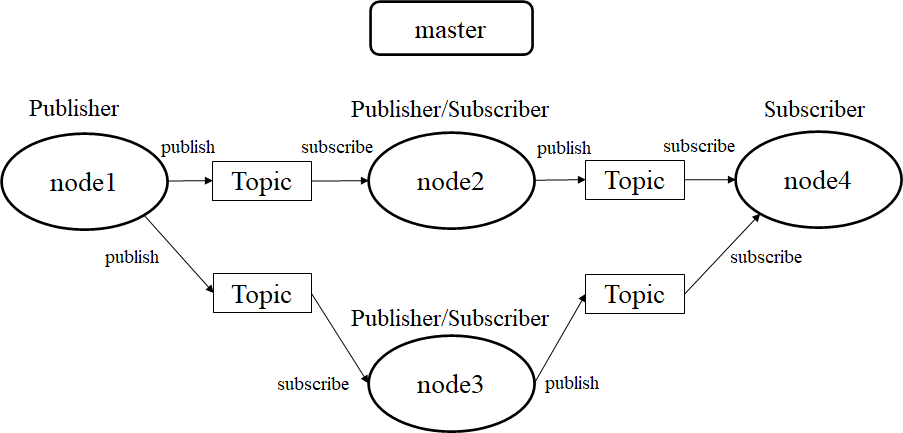 master
Publisher
Publisher/Subscriber
Subscriber
publish
subscribe
publish
subscribe
node1
Topic
node2
Topic
node4
publish
subscribe
Topic
Topic
Publisher/Subscriber
subscribe
node3
publish